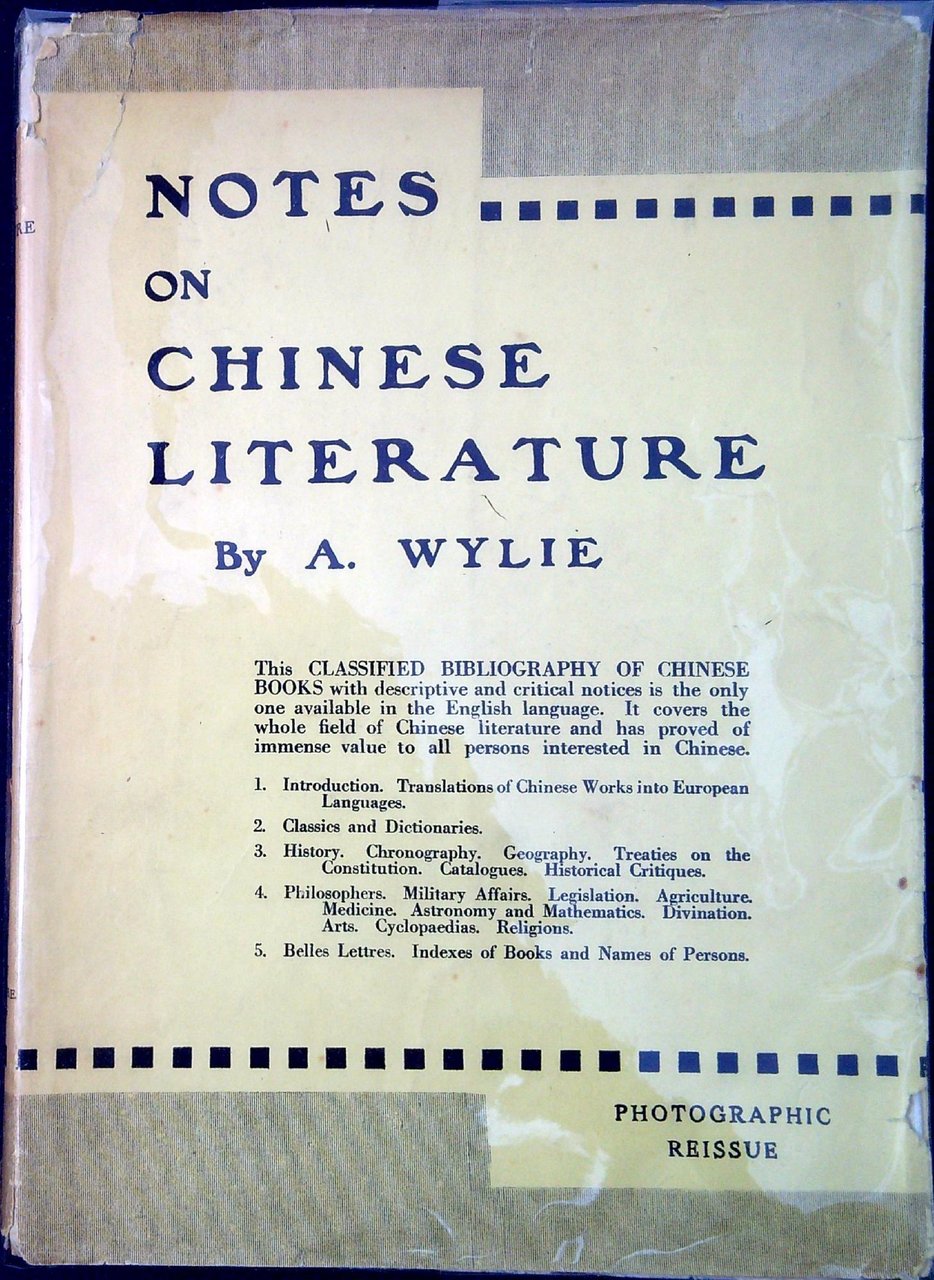 NOTES
ON
CHINESE
LITERATURE
By A. WYLIE
This CLASSIFIED BIBLIOGRAPHY OF CHINESE
BOOKS with descriptive and critical notices is the only
one available in the English language. It covers the
whole field of Chinese literature and has proved of
immense value to all persons interested in Chinese.
1. Introduction. Translations of Chinese Works into European
Languages.
2. Classics and Dictionaries.
3. History. Chronography. Geography. Treaties on the
Constitution. Catalogues. Historical Critiques.
4. Philosophers. Military Affairs. Legislation. Agriculture.
Medicine. Astronomy and Mathematics. Divination.
Arts. Cyclopaedias. Religions.
5. Belles Lettres. Indexes of Books and Names of Persons.
PHOTOGRAPHIC
REISSUE